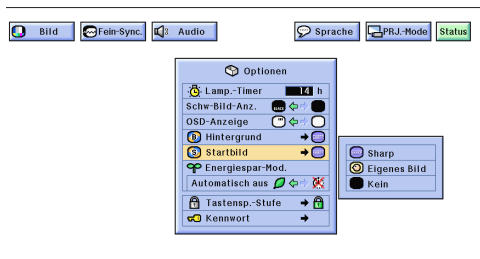 Bild Fein-Sync. Audio Sprache PRJ.-Mode Status
Optionen
Lamp.-Timer 14 h
Schw-Bild-Anz. BLACK
OSD-Anzeige
Hintergrund
Startbild
Energiespar-Mod.
Automatisch aus
Tastensp.-Stufe
Kennwort
Sharp
Eigenes Bild
Kein